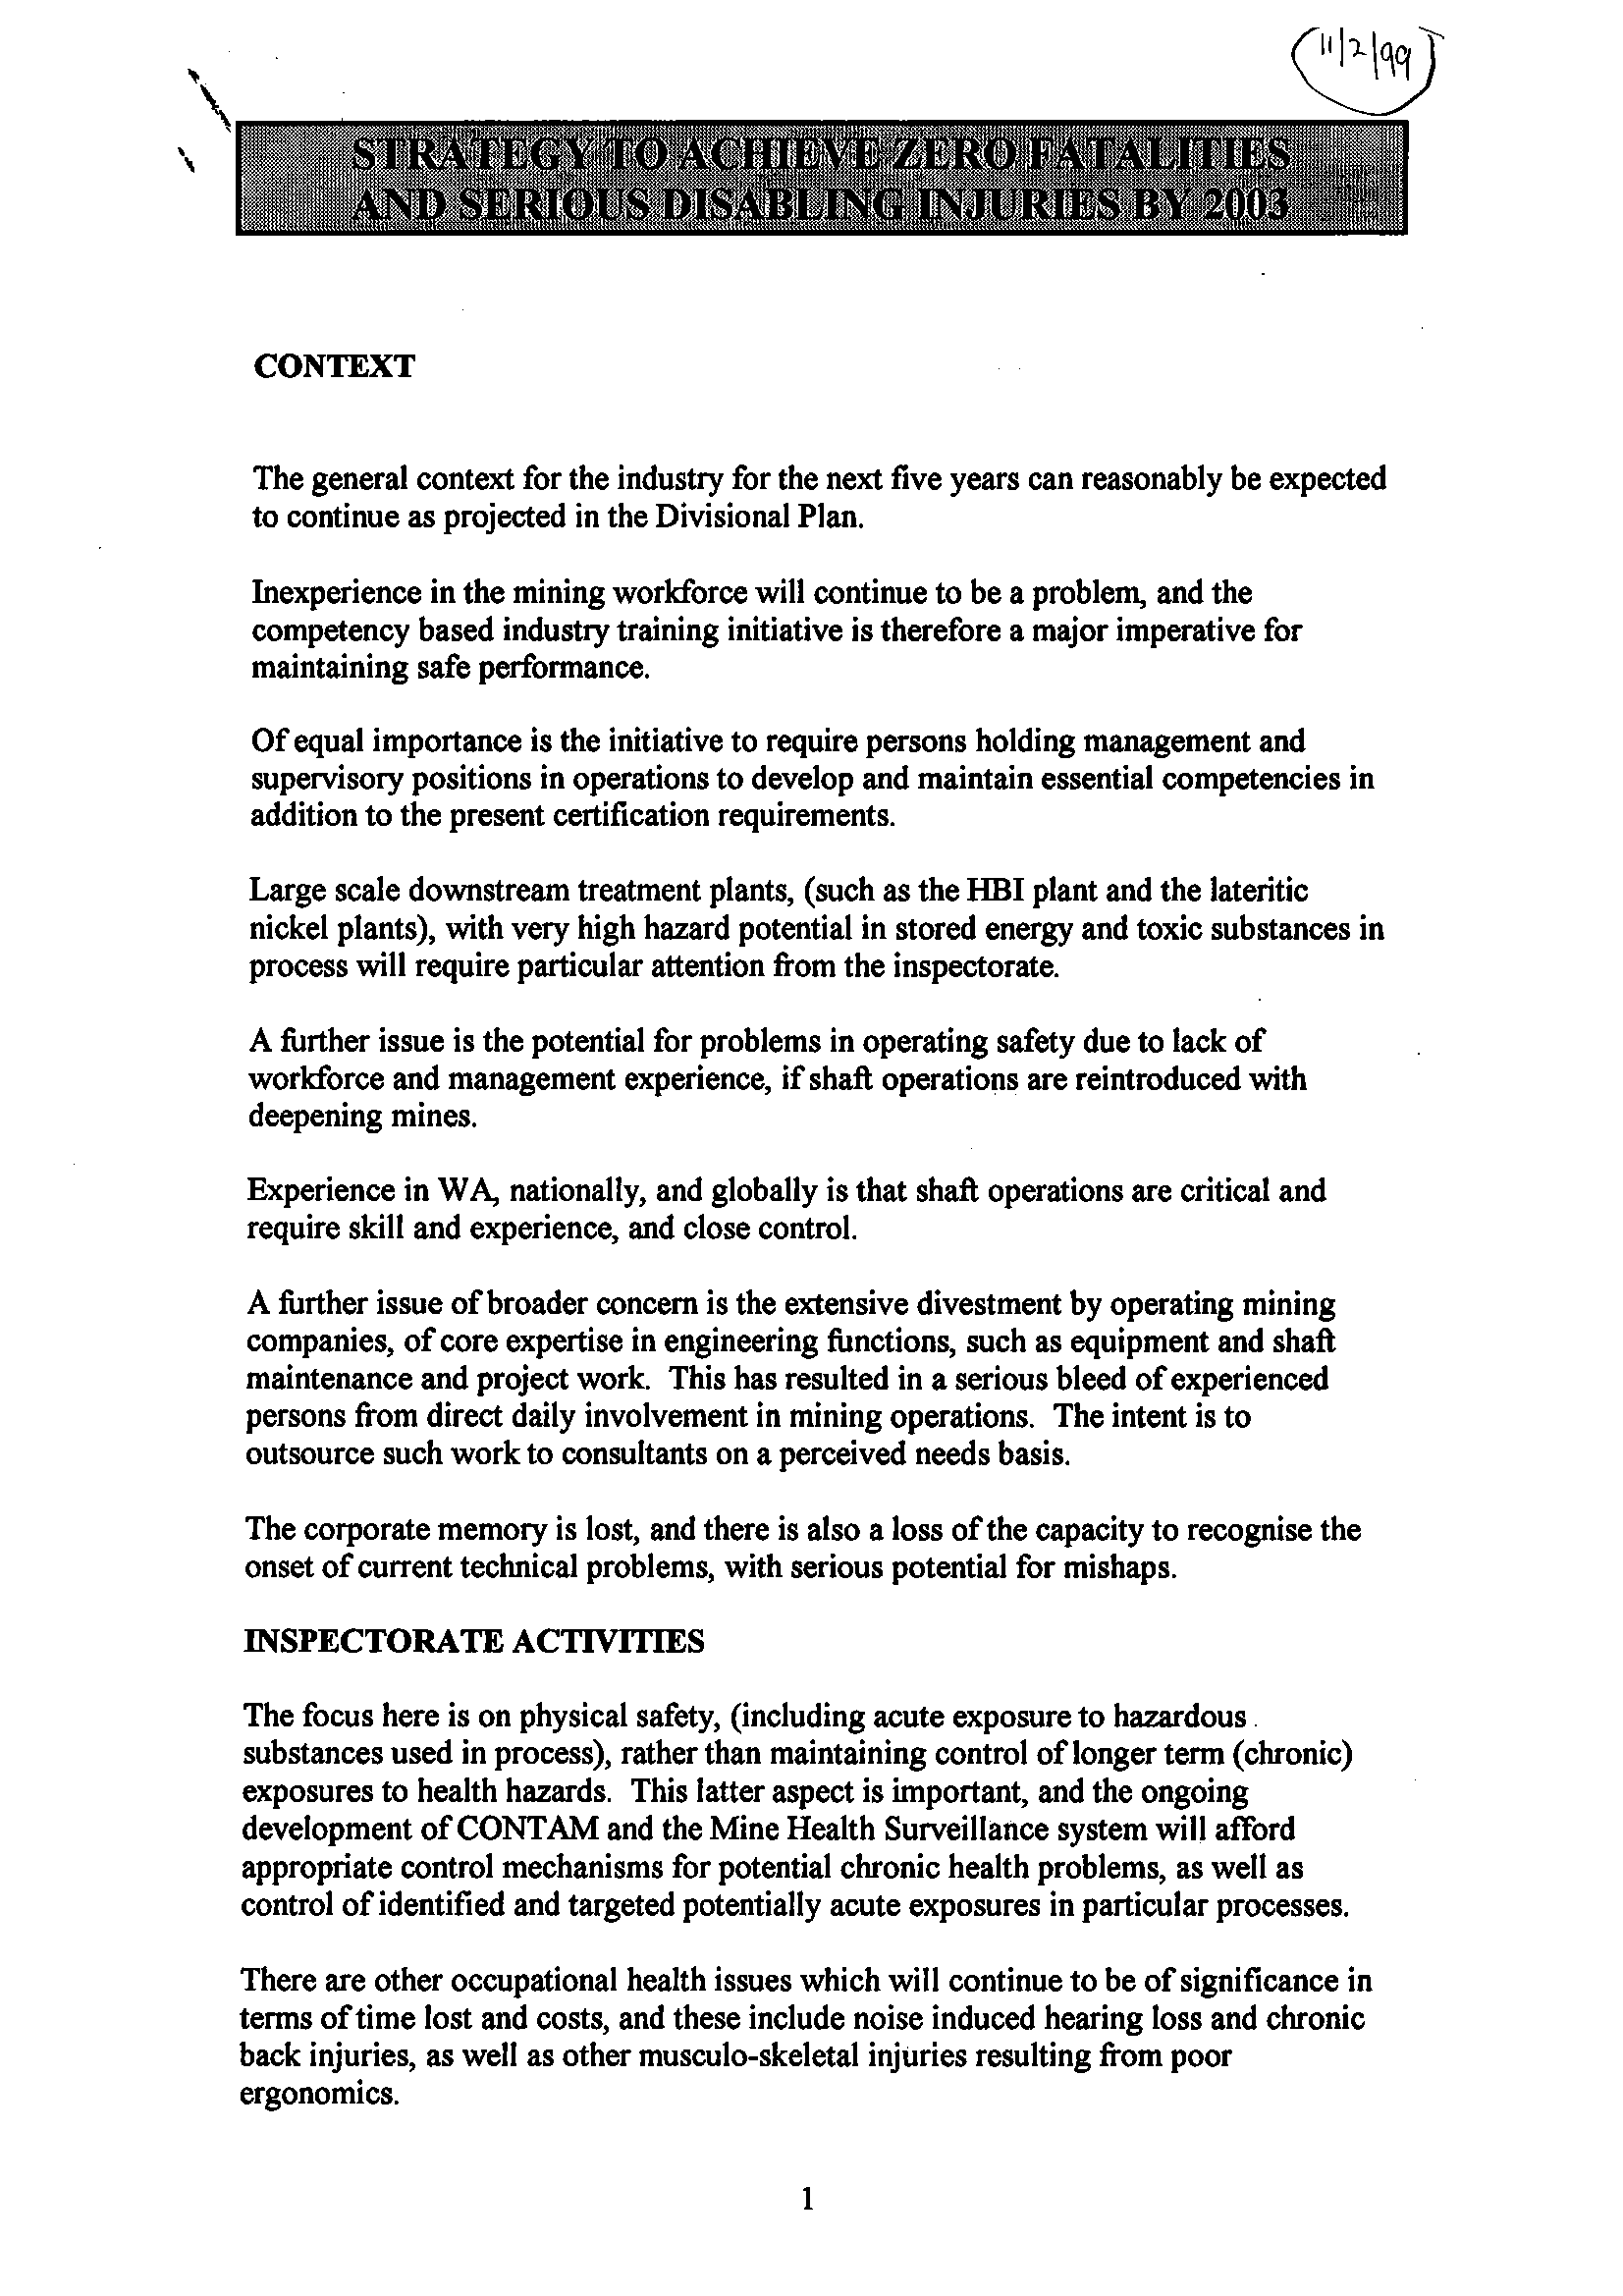 11/2/99
STRATEGY TO ACHIEVE ZERO FATALITIES
AND SERIOUS DISABLING INJURIES BY 2003
CONTEXT
The general context for the industry for the next five years can reasonably be expected
to continue as projected in the Divisional Plan.
Inexperience in the mining workforce will continue to be a problem, and the
competency based industry training initiative is therefore a major imperative for
maintaining safe performance.
Of equal importance is the initiative to require persons holding management and
supervisory positions in operations to develop and maintain essential competencies in
addition to the present certification requirements.
Large scale downstream treatment plants, (such as the HBI plant and the lateritic
nickel plants), with very high hazard potential in stored energy and toxic substances in
process will require particular attention from the inspectorate.
A further issue is the potential for problems in operating safety due to lack of
workforce and management experience, if shaft operations are reintroduced with
deepening mines.
Experience in WA, nationally, and globally is that shaft operations are critical and
require skill and experience, and close control.
A further issue of broader concern is the extensive divestment by operating mining
companies, of core expertise in engineering functions, such as equipment and shaft
maintenance and project work. This has resulted in a serious bleed of experienced
persons from direct daily involvement in mining operations. The intent is to
outsource such work to consultants on a perceived needs basis.
The corporate memory is lost, and there is also a loss of the capacity to recognise the
onset of current technical problems, with serious potential for mishaps.
INSPECTORATE ACTIVITIES
The focus here is on physical safety, (including acute exposure to hazardous
substances used in process), rather than maintaining control of longer term (chronic)
exposures to health hazards. This latter aspect is important, and the ongoing
development of CONTAM and the Mine Health Surveillance system will afford
appropriate control mechanisms for potential chronic health problems, as well as
control of identified and targeted potentially acute exposures in particular processes.
There are other occupational health issues which will continue to be of significance in
terms of time lost and costs, and these include noise induced hearing loss and chronic
back injuries, as well as other musculo-skeletal injuries resulting from poor
ergonomics.
1